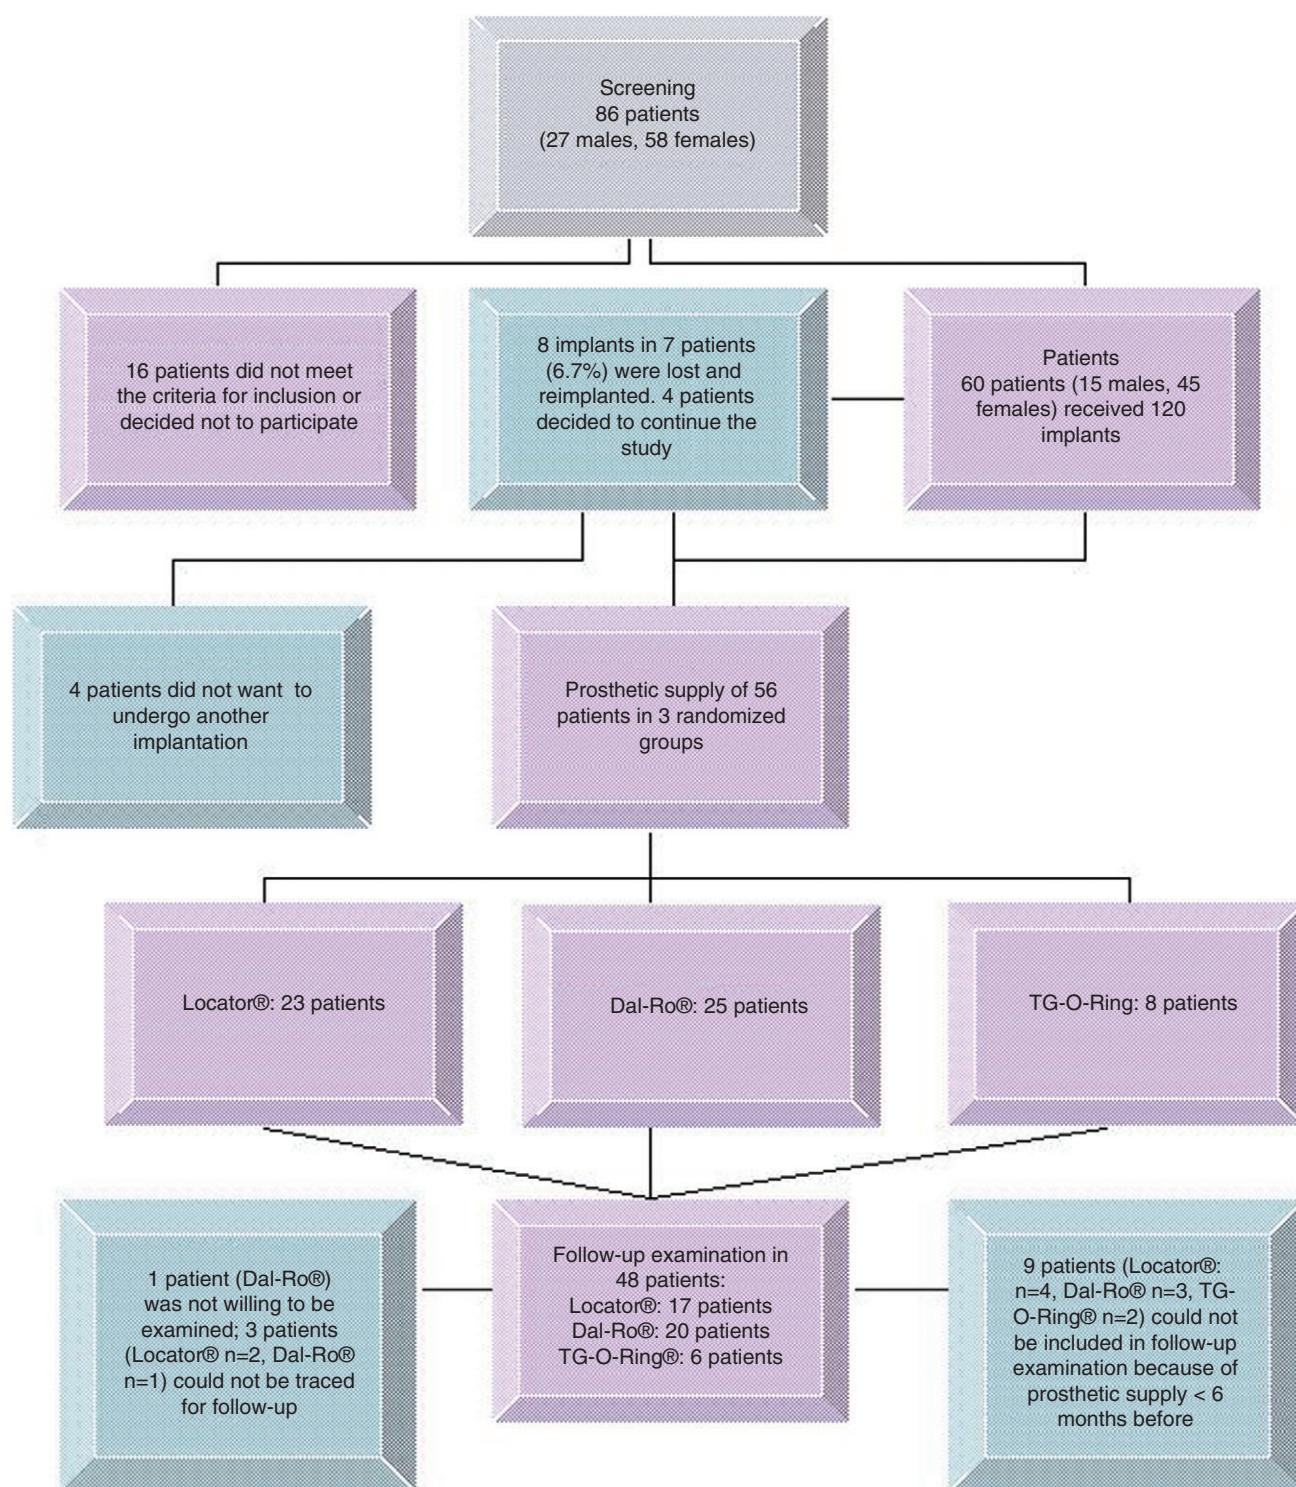 Screening
86 patients
(27 males, 58 females)
16 patients did not meet
the criteria for inclusion or
decided not to participate
8 implants in 7 patients
(6.7%) were lost and
reimplanted. 4 patients
decided to continue the
study
Patients
60 patients (15 males, 45
females) received 120
implants
4 patients did not want to
undergo another
implantation
Prosthetic supply of 56
patients in 3 randomized
groups
Locator®: 23 patients
Dal-Ro®: 25 patients
TG-O-Ring: 8 patients
1 patient (Dal-Ro®)
was not willing to be
examined; 3 patients
(Locator® n=2, Dal-Ro®
n=1) could not be traced
for follow-up
Follow-up examination in
48 patients:
Locator®: 17 patients
Dal-Ro®: 20 patients
TG-O-Ring®: 6 patients
9 patients (Locator®:
n=4, Dal-Ro® n=3, TG-
O-Ring® n=2) could not
be included in follow-up
examination because of
prosthetic supply < 6
months before